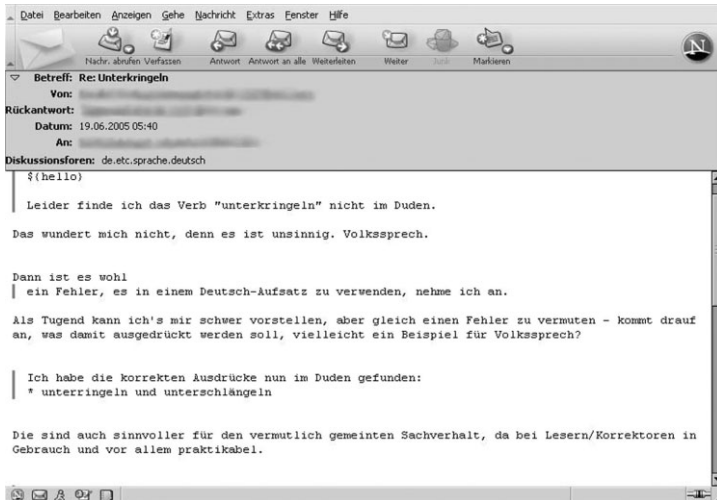 Datei Bearbeiten Anzeigen Gehe Nachricht Extras Fenster Hilfe
Nachr. abrufen Verfassen Antwort Antwort an alle Weiterleiten Weiter Junk Markieren
N
Betreff: Re: Unterkringeln
Von:
Rückantwort:
Datum: 19.06.2005 05:40
An:
Diskussionsforen: de.etc.sprache.deutsch
$(hello)
Leider finde ich das Verb "unterkringeln" nicht im Duden.
Das wundert mich nicht, denn es ist unsinnig. Volkssprech.
Dann ist es wohl
ein Fehler, es in einem Deutsch-Aufsatz zu verwenden, nehme ich an.
Als Tugend kann ich's mir schwer vorstellen, aber gleich einen Fehler zu vermuten - kommt drauf
an, was damit ausgedrückt werden soll, vielleicht ein Beispiel für Volkssprech?
Ich habe die korrekten Ausdrücke nun im Duden gefunden:
* unterringeln und unterschlängeln
Die sind auch sinnvoller für den vermutlich gemeinten Sachverhalt, da bei Lesern/Korrektoren in
Gebrauch und vor allem praktikabel.